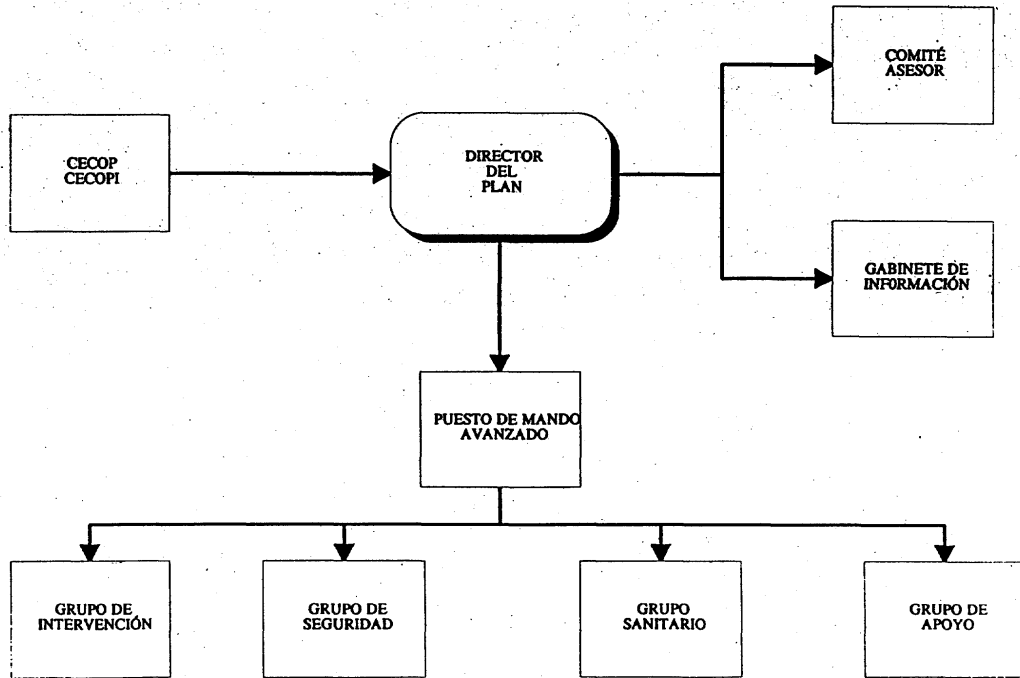 COMITÉ
ASESOR
CECOP
CECOPI
DIRECTOR
DEL
PLAN
GABINETE DE
INFORMACIÓN
PUESTO DE MANDO
AVANZADO
GRUPO DE
INTERVENCIÓN
GRUPO DE
SEGURIDAD
GRUPO
SANITARIO
GRUPO DE
APOYO